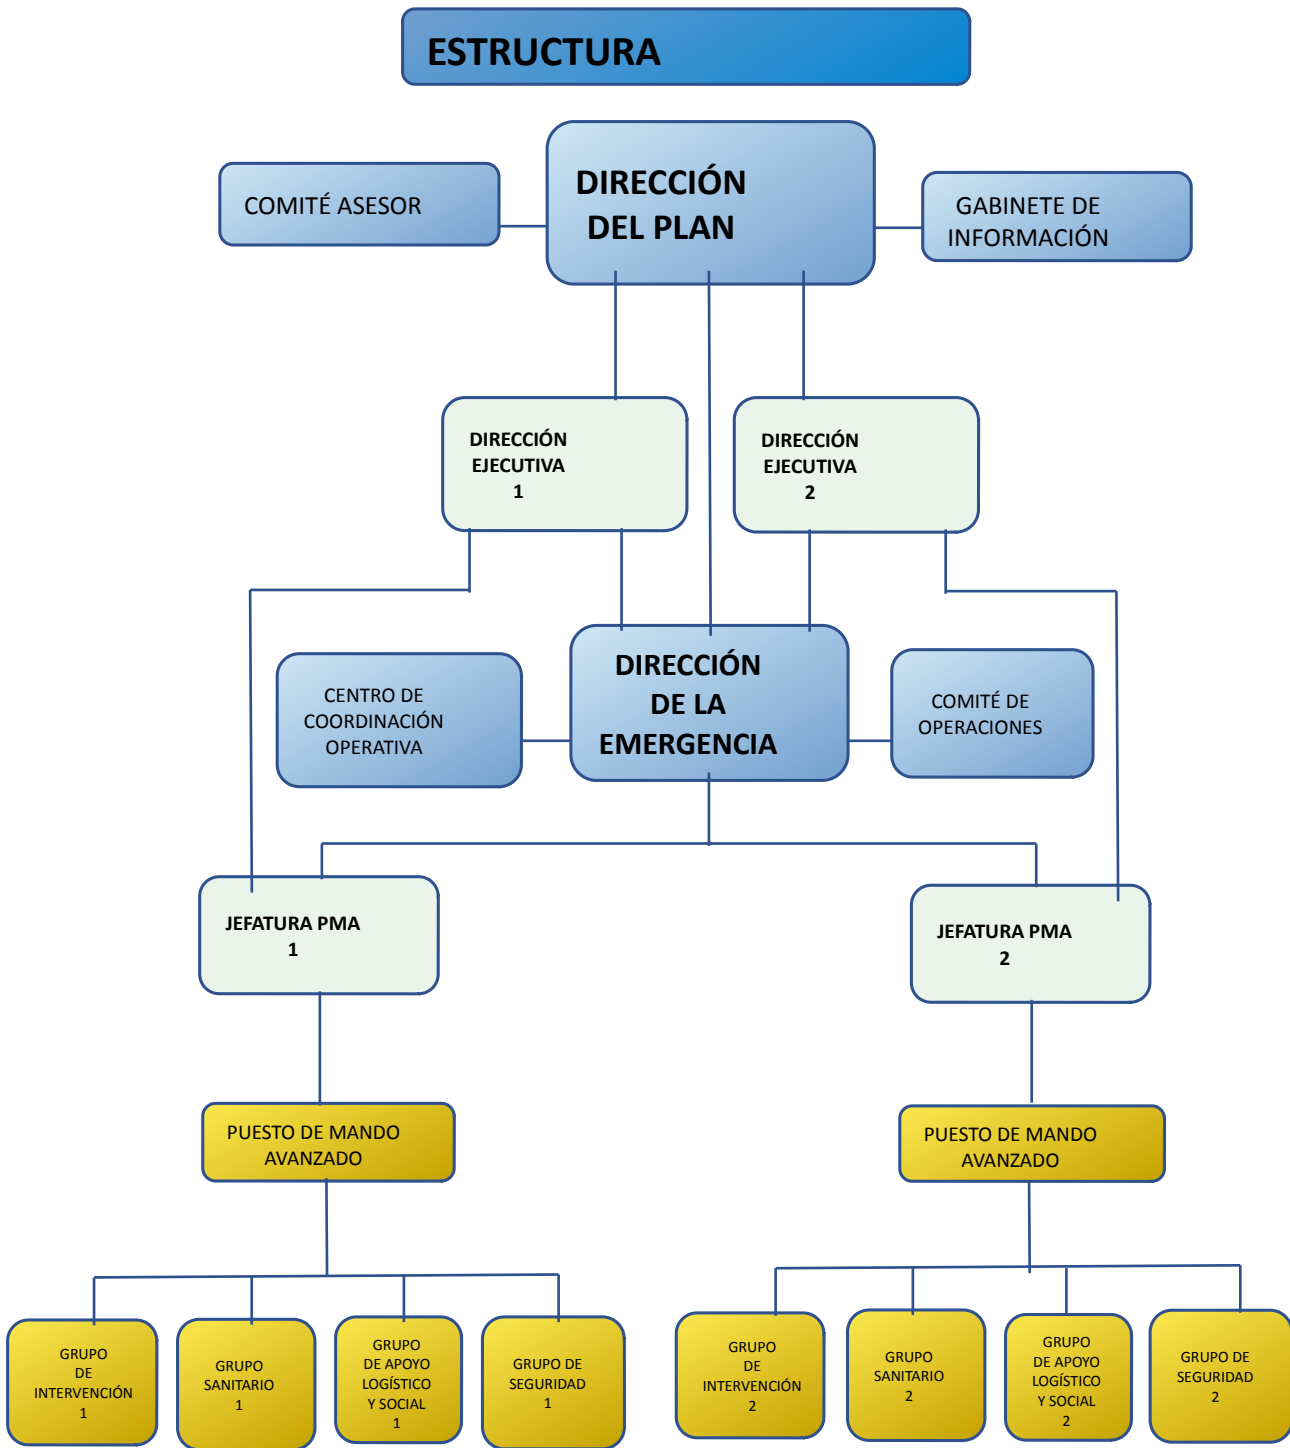 ESTRUCTURA
DIRECCIÓN
DEL PLAN
COMITÉ ASESOR
GABINETE DE
INFORMACIÓN
DIRECCIÓN
EJECUTIVA
1
DIRECCIÓN
EJECUTIVA
2
DIRECCIÓN
DE LA
EMERGENCIA
CENTRO DE
COORDINACIÓN
OPERATIVA
COMITÉ DE
OPERACIONES
JEFATURA PMA
1
JEFATURA PMA
2
PUESTO DE MANDO
AVANZADO
PUESTO DE MANDO
AVANZADO
GRUPO
DE
INTERVENCIÓN
1
GRUPO
SANITARIO
1
GRUPO
DE APOYO
LOGÍSTICO
Y SOCIAL
1
GRUPO DE
SEGURIDAD
1
GRUPO
DE
INTERVENCIÓN
2
GRUPO
SANITARIO
2
GRUPO
DE APOYO
LOGÍSTICO
Y SOCIAL
2
GRUPO DE
SEGURIDAD
2